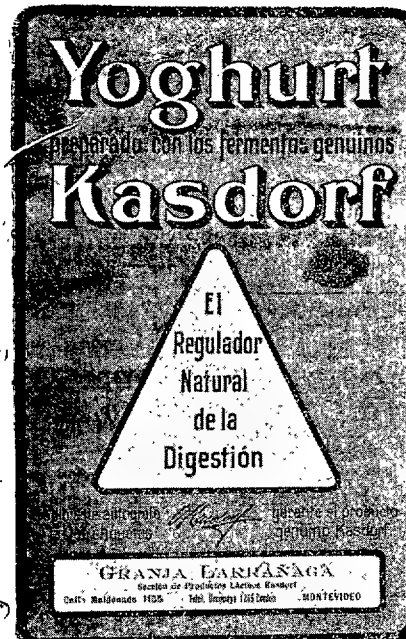 Yoghurt
preparado con los fermentos genuinos
Kasdorf
El
Regulador
Natural
de la
Digestión
genuino Kasdorf
GRANJA LARRAÑAGA
Sección de Productos Lácteos Kasdorf
Calle Maldonado 1155 MONTEVIDEO